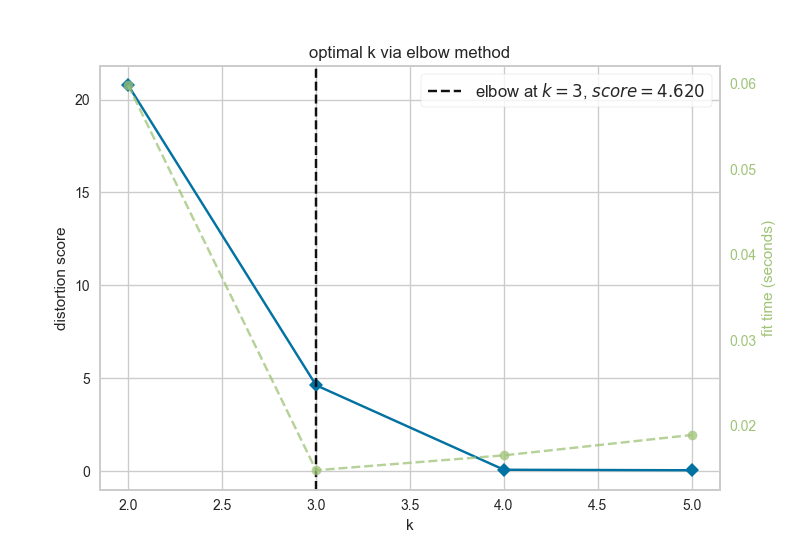 optimal k via elbow method
elbow at k = 3, score = 4.620
distortion score
20
15
10
5
0
0.06
0.05
0.04
0.03
0.02
fit time (seconds)
2.0 2.5 3.0 3.5 4.0 4.5 5.0
k